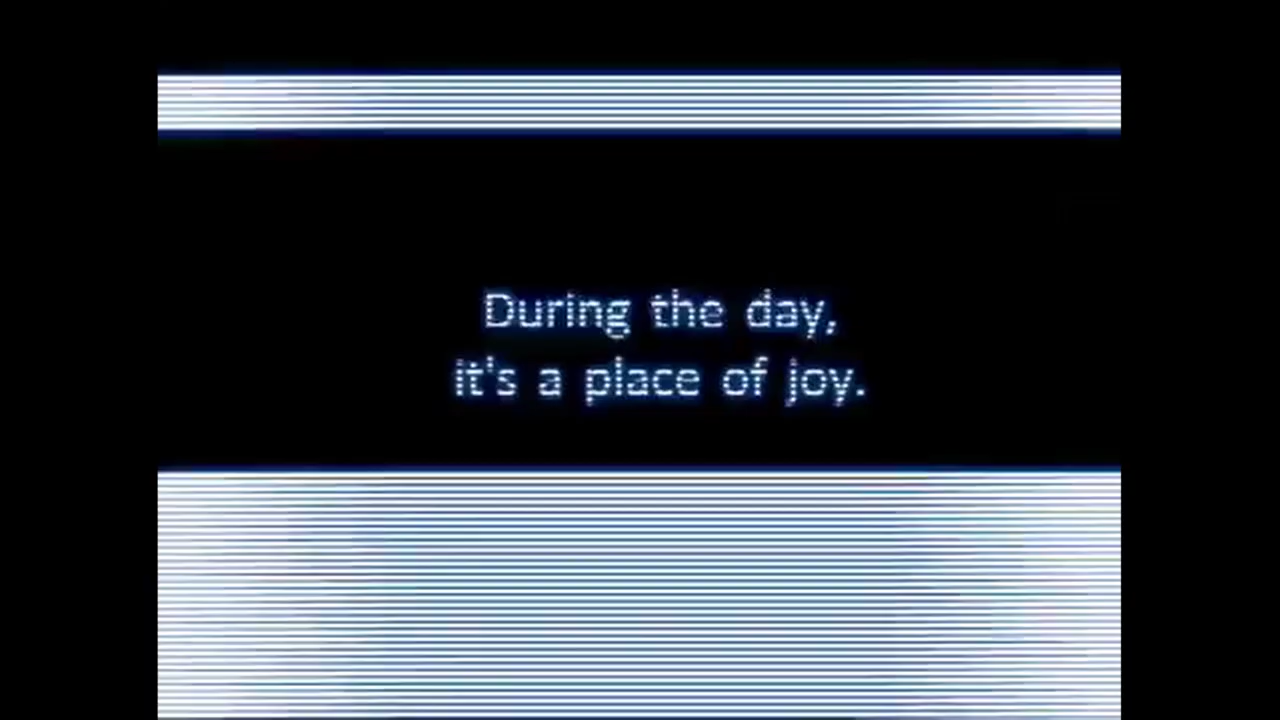 During the day,
it's a place of joy.